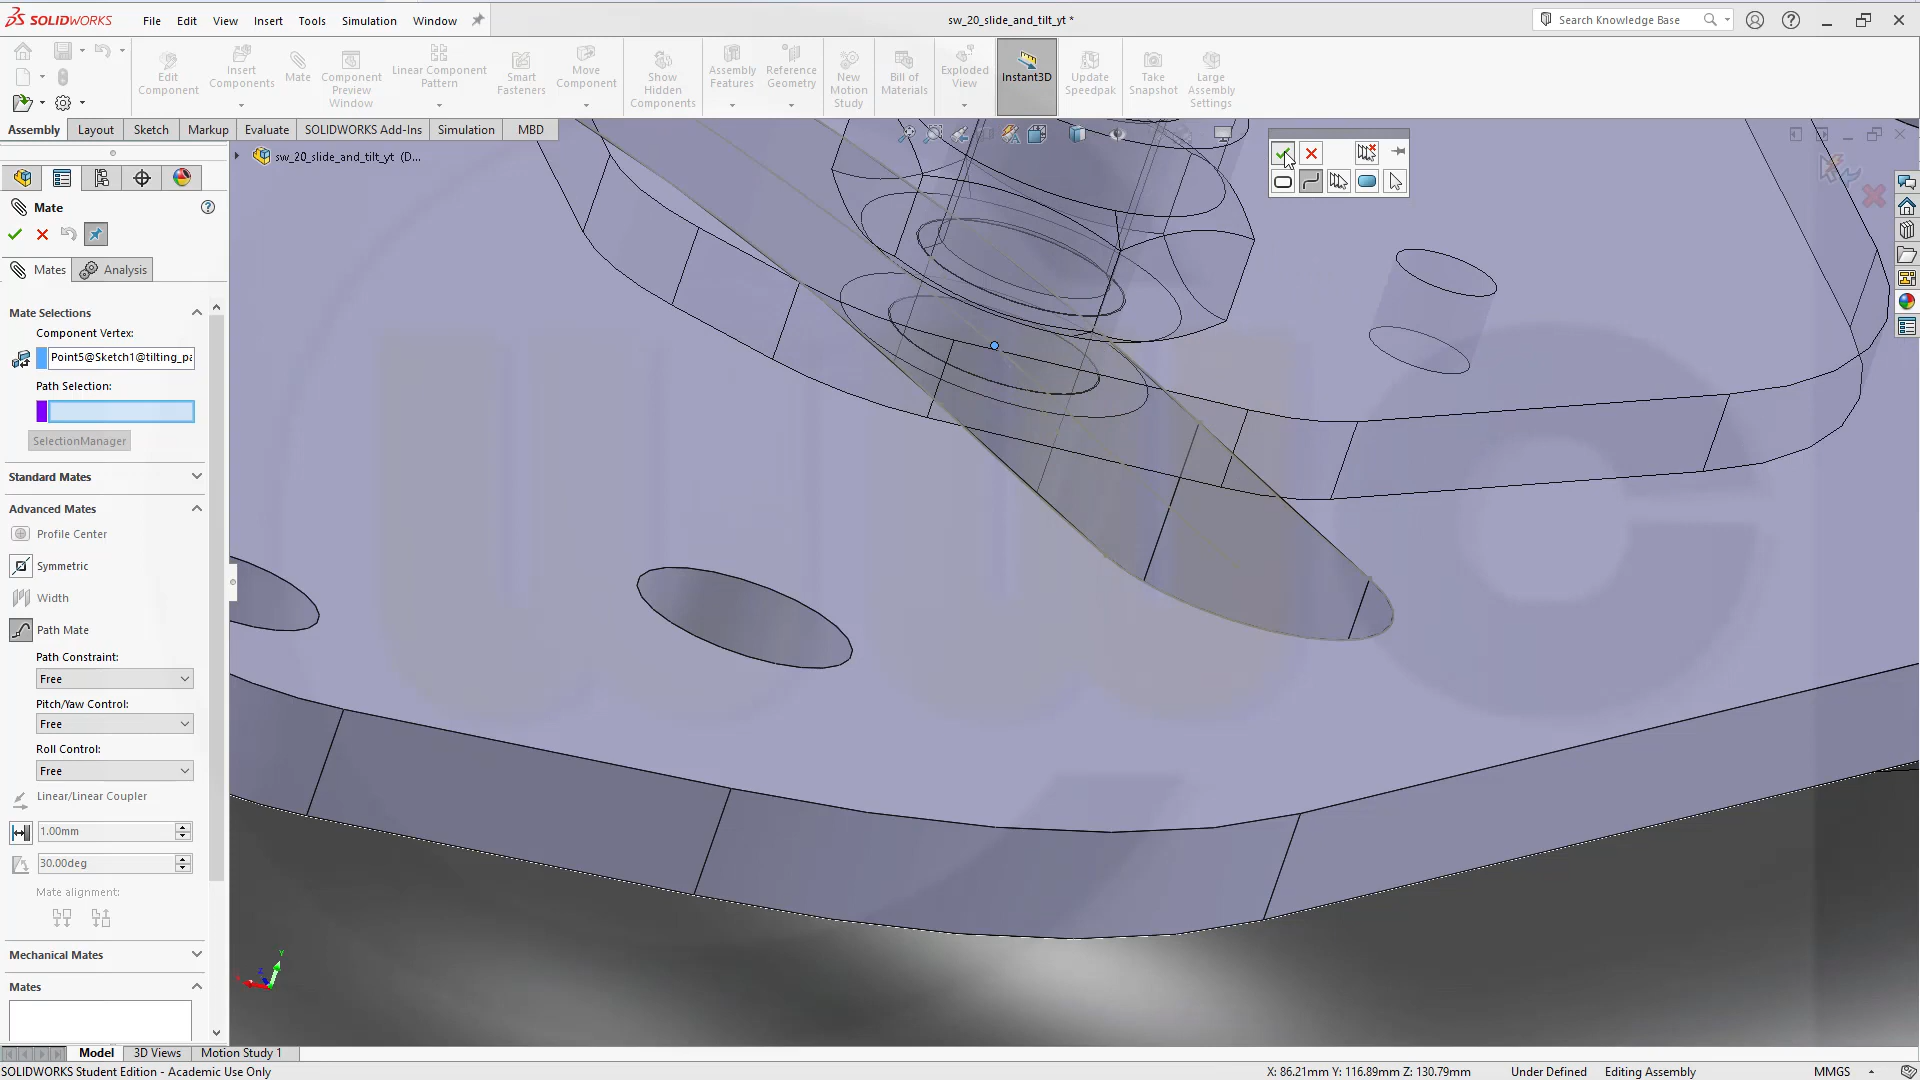 SOLIDWORKS
File Edit View Insert Tools Simulation Window
sw_20_slide_and_tilt_yt *
Search Knowledge Base
Edit Component
Insert Components
Mate
Component Preview Window
Linear Component Pattern
Smart Fasteners
Move Component
Show Hidden Components
Assembly Features
Reference Geometry
New Motion Study
Bill of Materials
Exploded View
Instant3D
Update Speedpak
Take Snapshot
Large Assembly Settings
Assembly Layout Sketch Markup Evaluate SOLIDWORKS Add-Ins Simulation MBD
sw_20_slide_and_tilt_yt (D...
Mate
Mates Analysis
Mate Selections
Component Vertex:
Point5@Sketch1@tilting_pa
Path Selection:
SelectionManager
Standard Mates
Advanced Mates
Profile Center
Symmetric
Width
Path Mate
Path Constraint:
Free
Pitch/Yaw Control:
Free
Roll Control:
Free
Linear/Linear Coupler
1.00mm
30.00deg
Mate alignment:
Mechanical Mates
Mates
Y
Z
Model 3D Views Motion Study 1
SOLIDWORKS Student Edition - Academic Use Only
X: 86.21mm Y: 116.89mm Z: 130.79mm Under Defined Editing Assembly MMGS